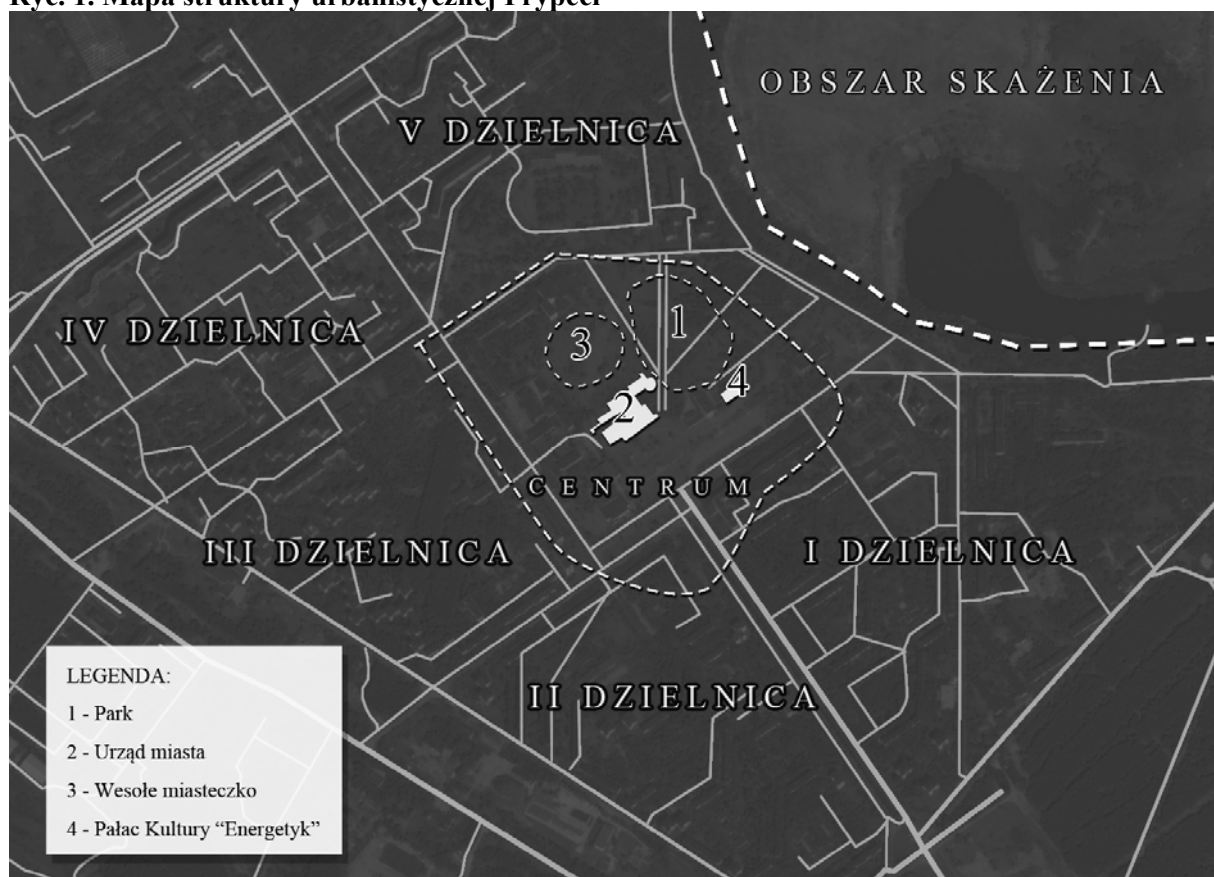 Ryc. 1. Mapa struktury urbanistycznej Prypeci
OBSZAR SKAŻENIA
V DZIELNICA
IV DZIELNICA
1
3
4
2
CENTRUM
III DZIELNICA
I DZIELNICA
II DZIELNICA
LEGENDA:
1 - Park
2 - Urząd miasta
3 - Wesołe miasteczko
4 - Pałac Kultury “Energetyk”